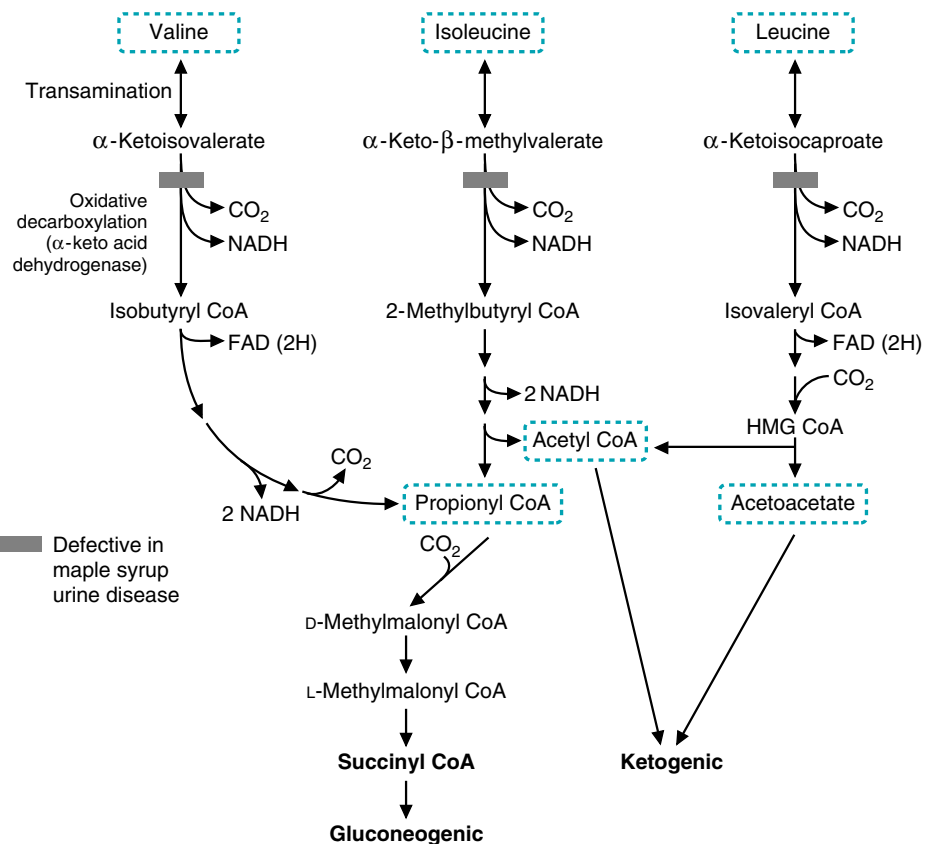 Valine
Isoleucine
Leucine
Transamination
α-Ketoisovalerate
α-Keto-β-methylvalerate
α-Ketoisocaproate
Oxidative
decarboxylation
(α-keto acid
dehydrogenase)
CO₂
NADH
CO₂
NADH
CO₂
NADH
Isobutyryl CoA
2-Methylbutyryl CoA
Isovaleryl CoA
FAD (2H)
FAD (2H)
2 NADH
CO₂
HMG CoA
Acetyl CoA
CO₂
2 NADH
Propionyl CoA
Acetoacetate
Defective in
maple syrup
urine disease
CO₂
D-Methylmalonyl CoA
L-Methylmalonyl CoA
Succinyl CoA
Ketogenic
Gluconeogenic